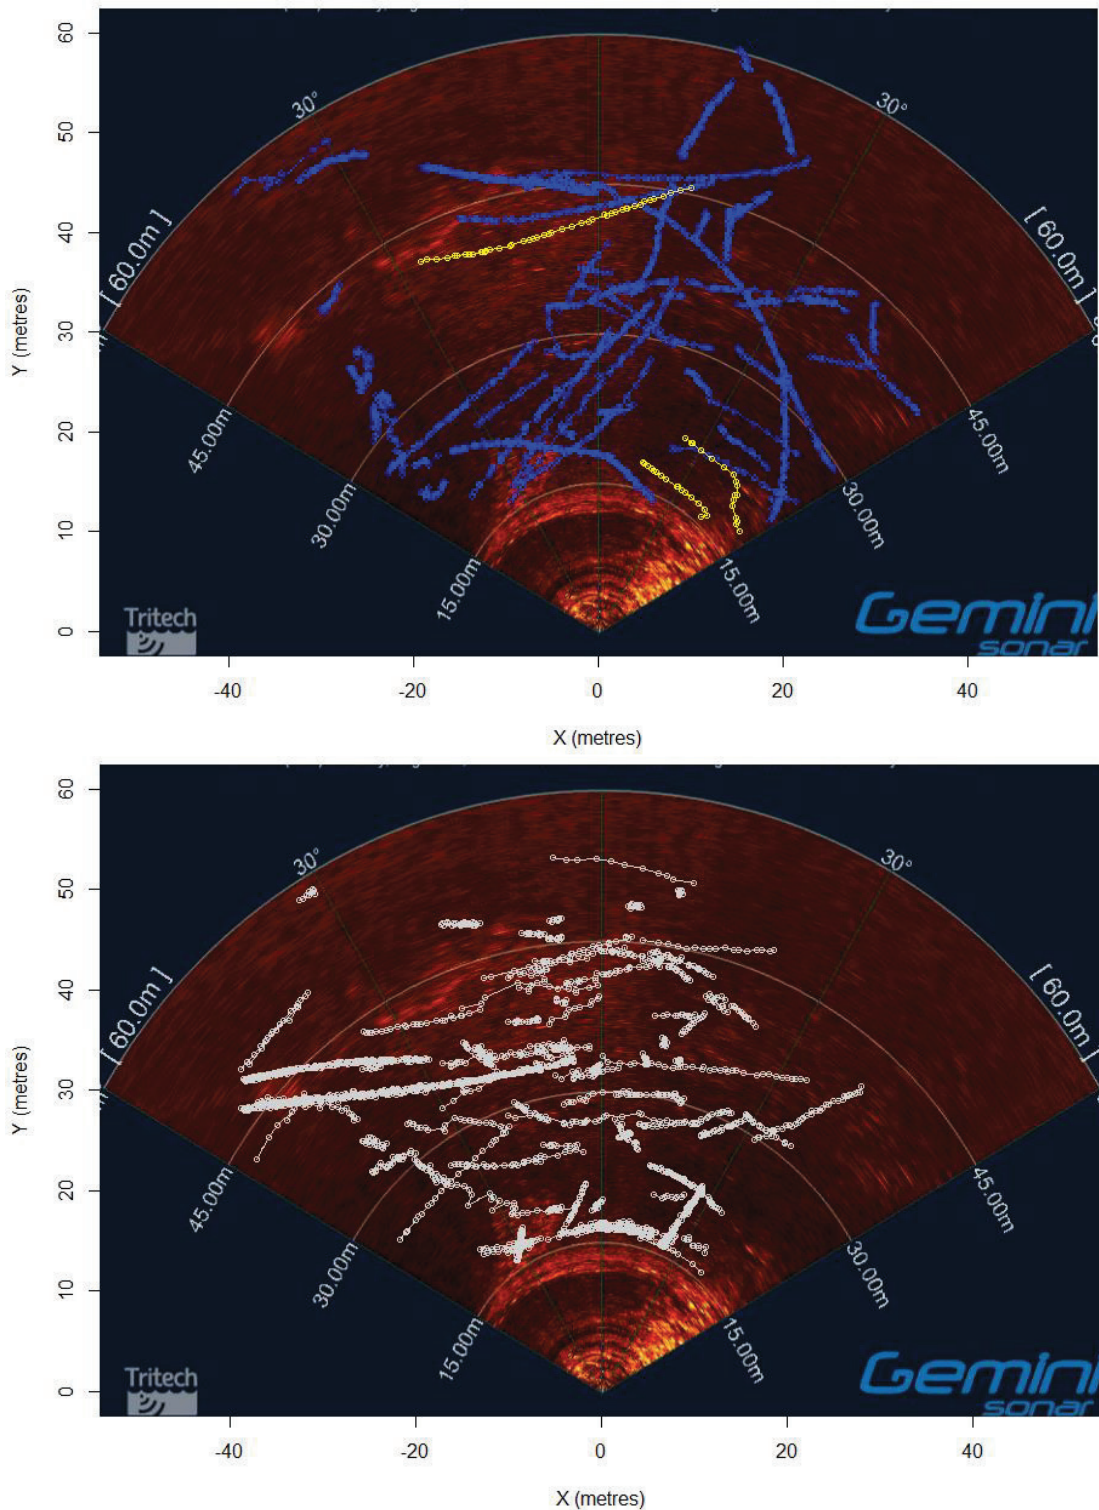 60
50
40
30
20
10
0
Y (metres)
30°
30°
[ 60.0m ]
[ 60.0m ]
45.00m
45.00m
30.00m
30.00m
15.00m
15.00m
Tritech
Gemini
sonar
-40
-20
0
20
40
X (metres)
60
50
40
30
20
10
0
Y (metres)
30°
30°
[ 60.0m ]
[ 60.0m ]
45.00m
45.00m
30.00m
30.00m
15.00m
15.00m
Tritech
Gemini
sonar
-40
-20
0
20
40
X (metres)